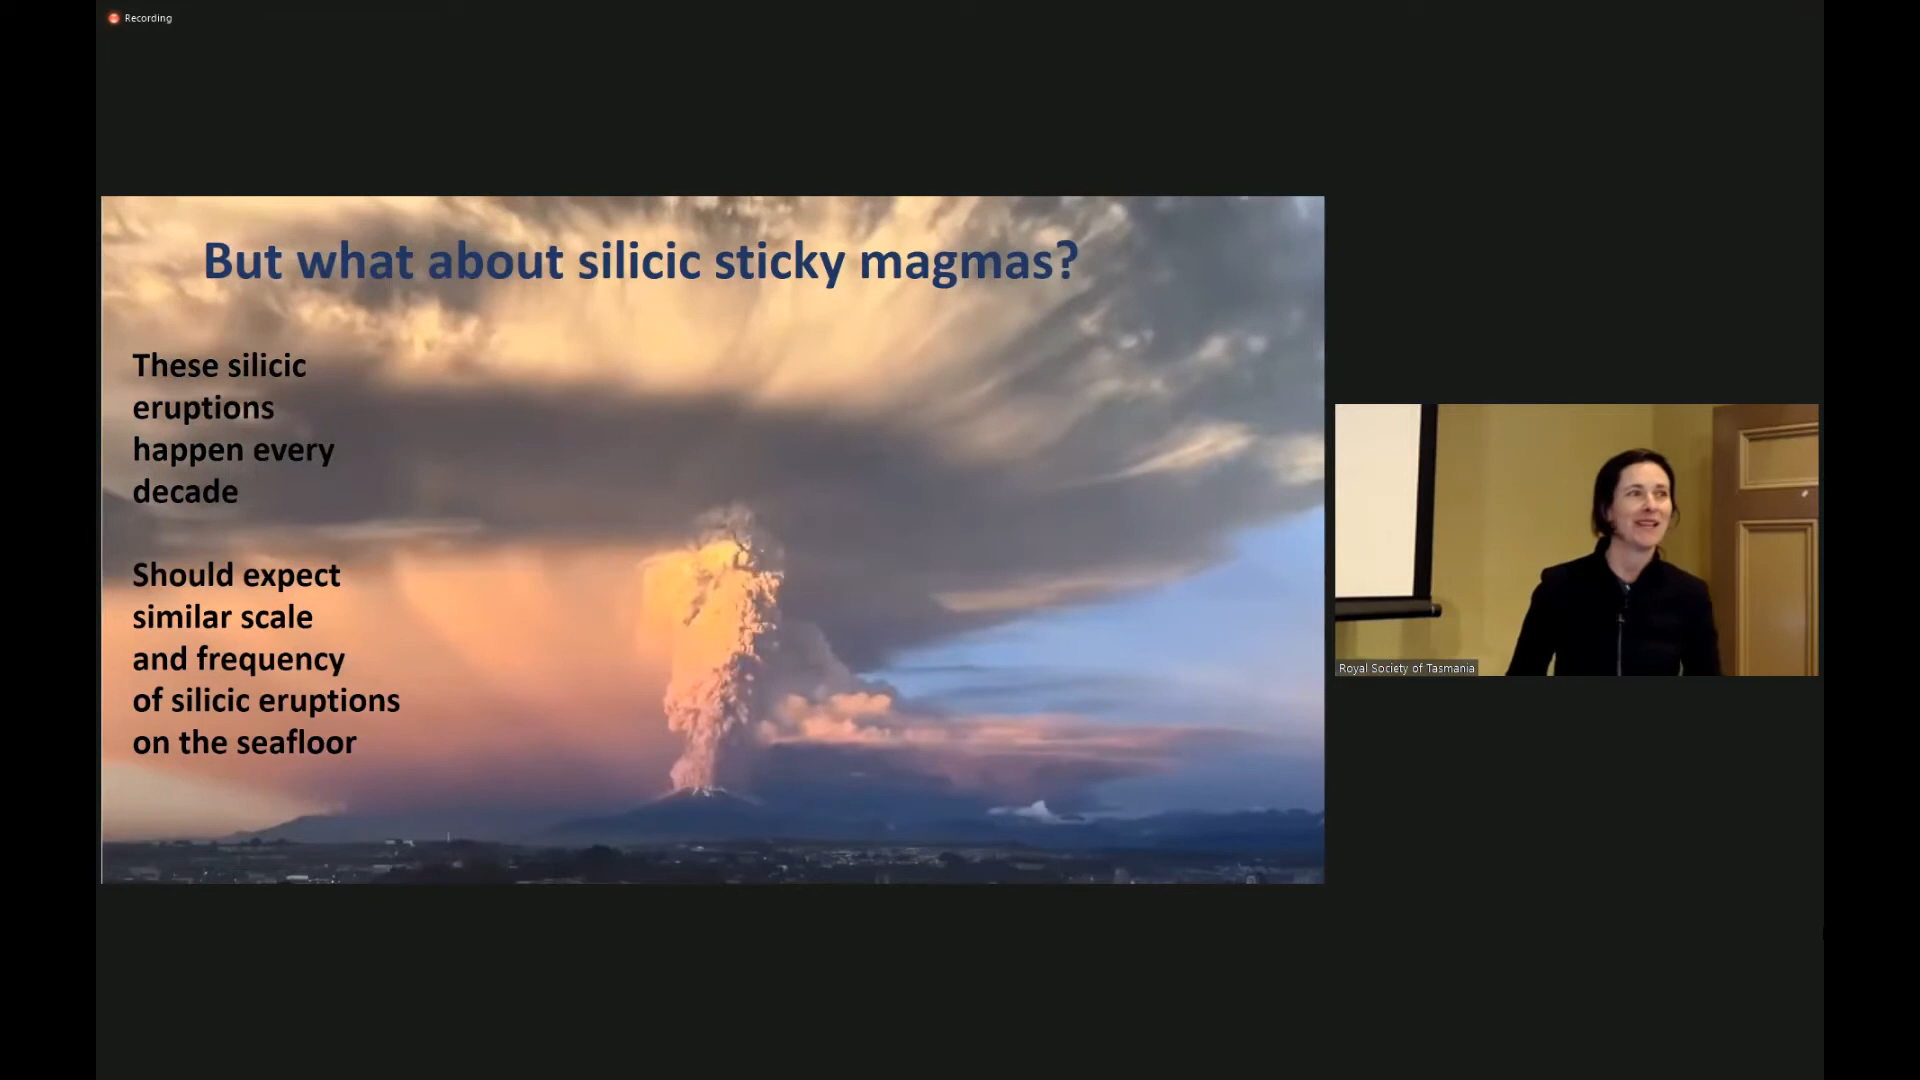 Recording
But what about silicic sticky magmas?
These silicic
eruptions
happen every
decade
Should expect
similar scale
and frequency
of silicic eruptions
on the seafloor
Royal Society of Tasmania